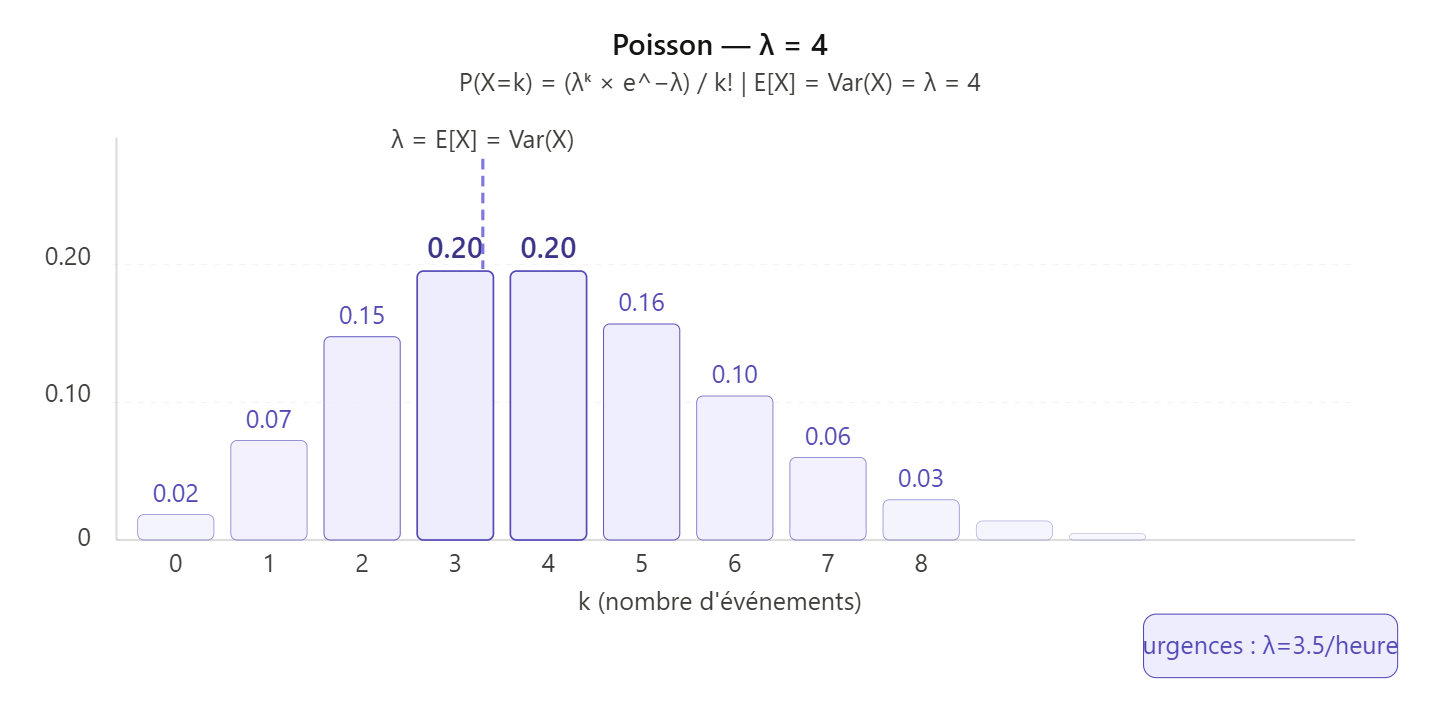 Poisson — λ = 4
P(X=k) = (λᵏ × e^−λ) / k! | E[X] = Var(X) = λ = 4
λ = E[X] = Var(X)
0.20
0.10
0
0.02
0.07
0.15
0.20
0.20
0.16
0.10
0.06
0.03
0 1 2 3 4 5 6 7 8
k (nombre d'événements)
urgences : λ=3.5/heure